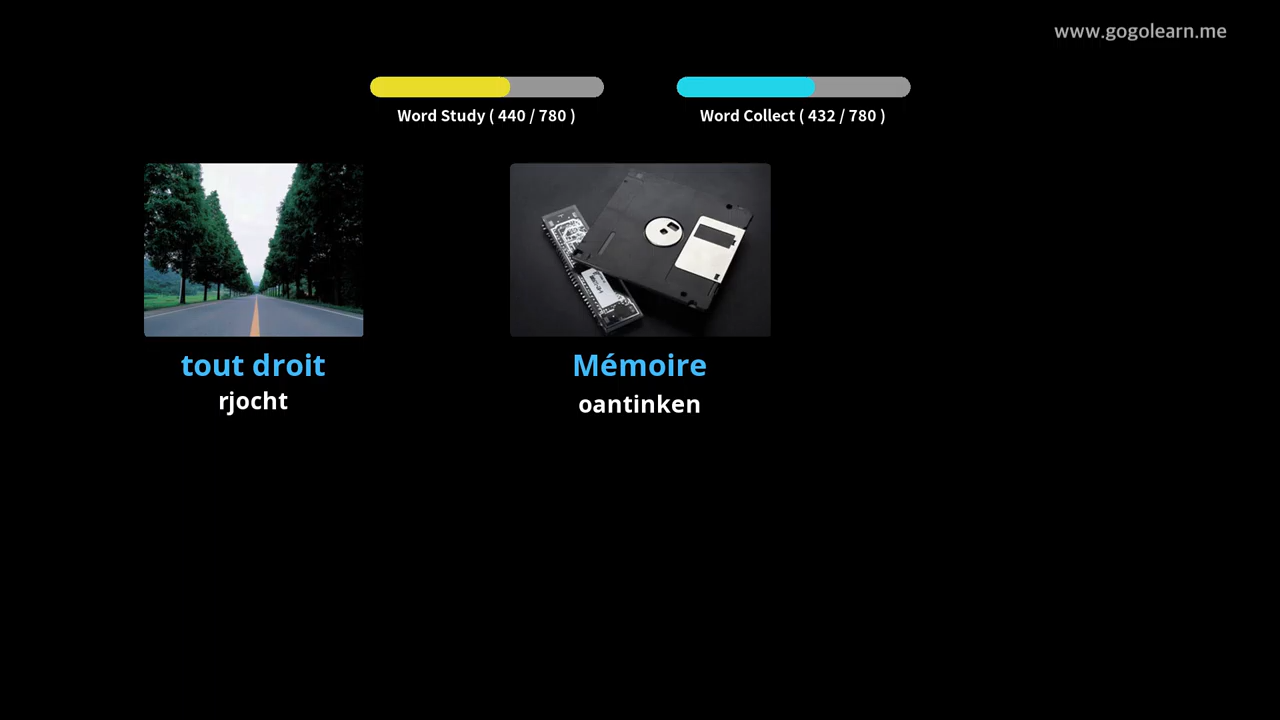 www.gogolearn.me
Word Study ( 440 / 780 )
Word Collect ( 432 / 780 )
tout droit
rjocht
Mémoire
oantinken